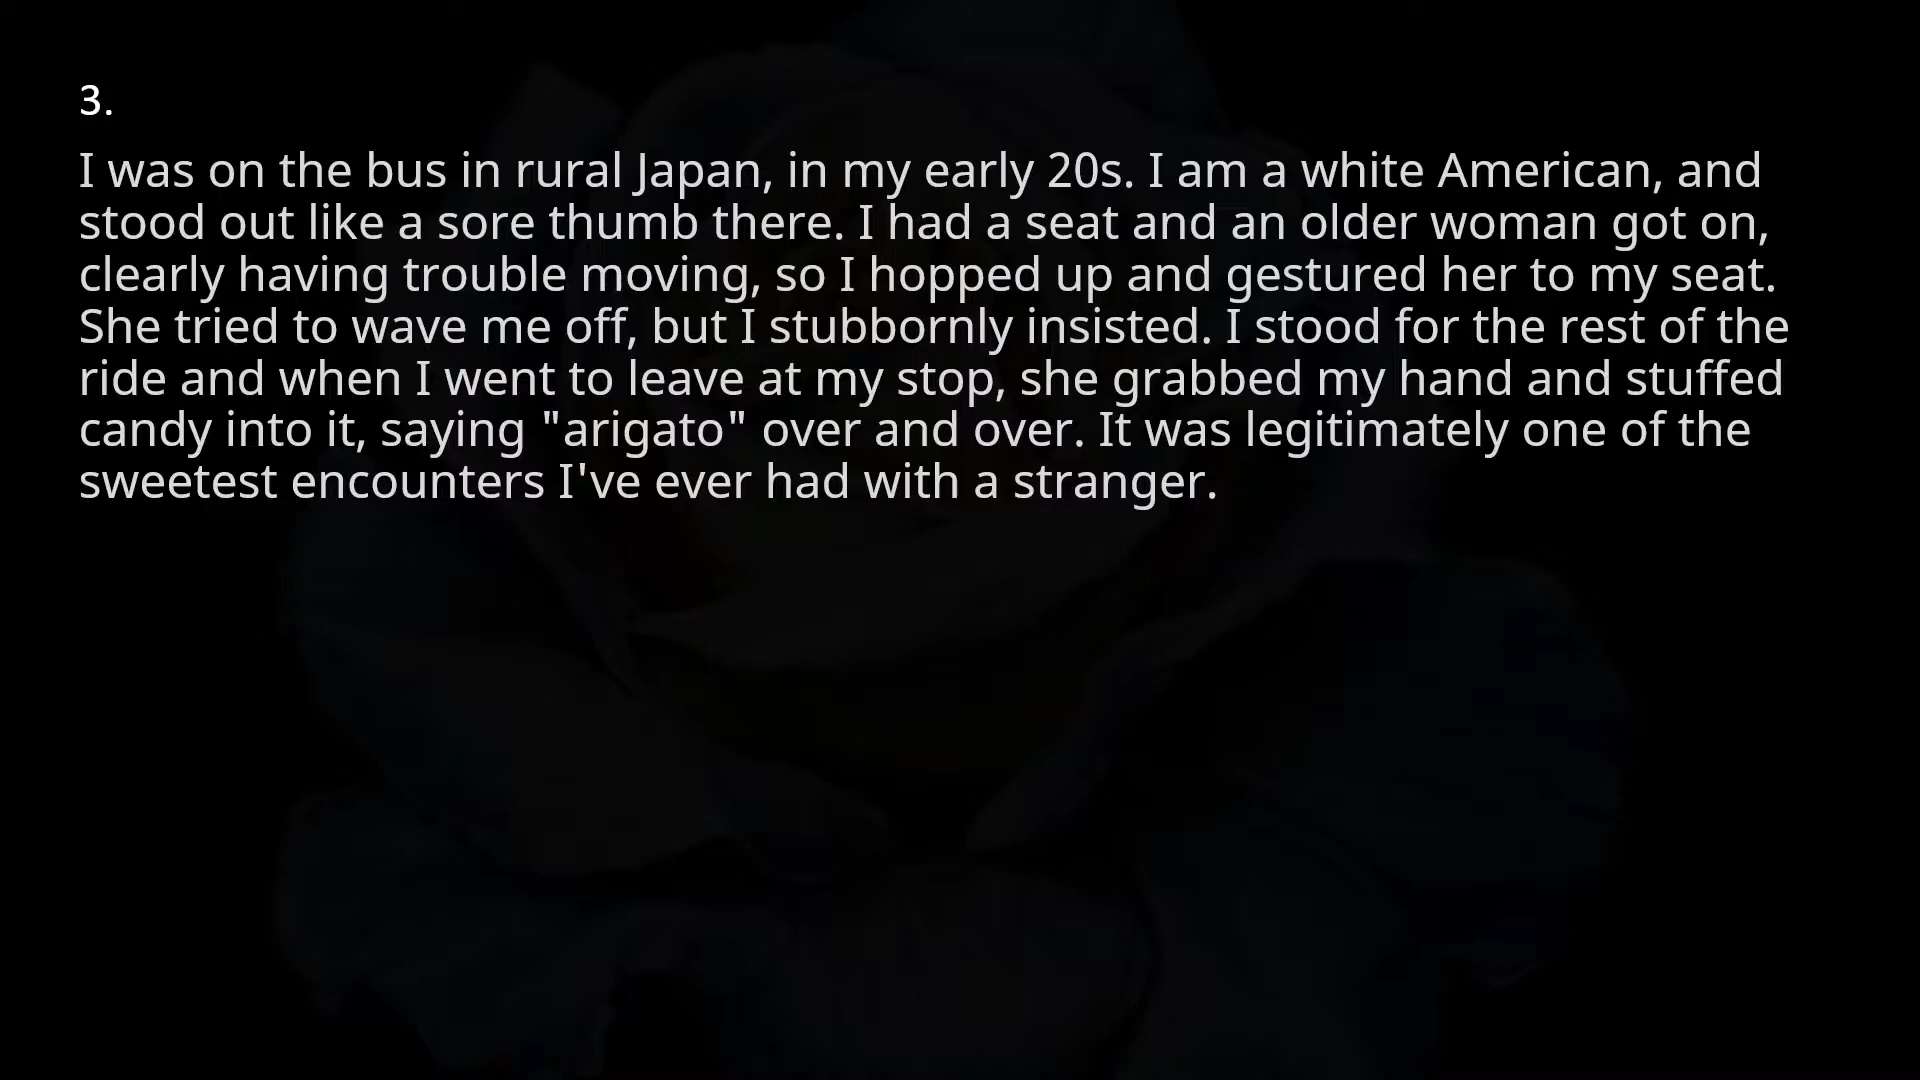 3.
I was on the bus in rural Japan, in my early 20s. I am a white American, and
stood out like a sore thumb there. I had a seat and an older woman got on,
clearly having trouble moving, so I hopped up and gestured her to my seat.
She tried to wave me off, but I stubbornly insisted. I stood for the rest of the
ride and when I went to leave at my stop, she grabbed my hand and stuffed
candy into it, saying "arigato" over and over. It was legitimately one of the
sweetest encounters I've ever had with a stranger.